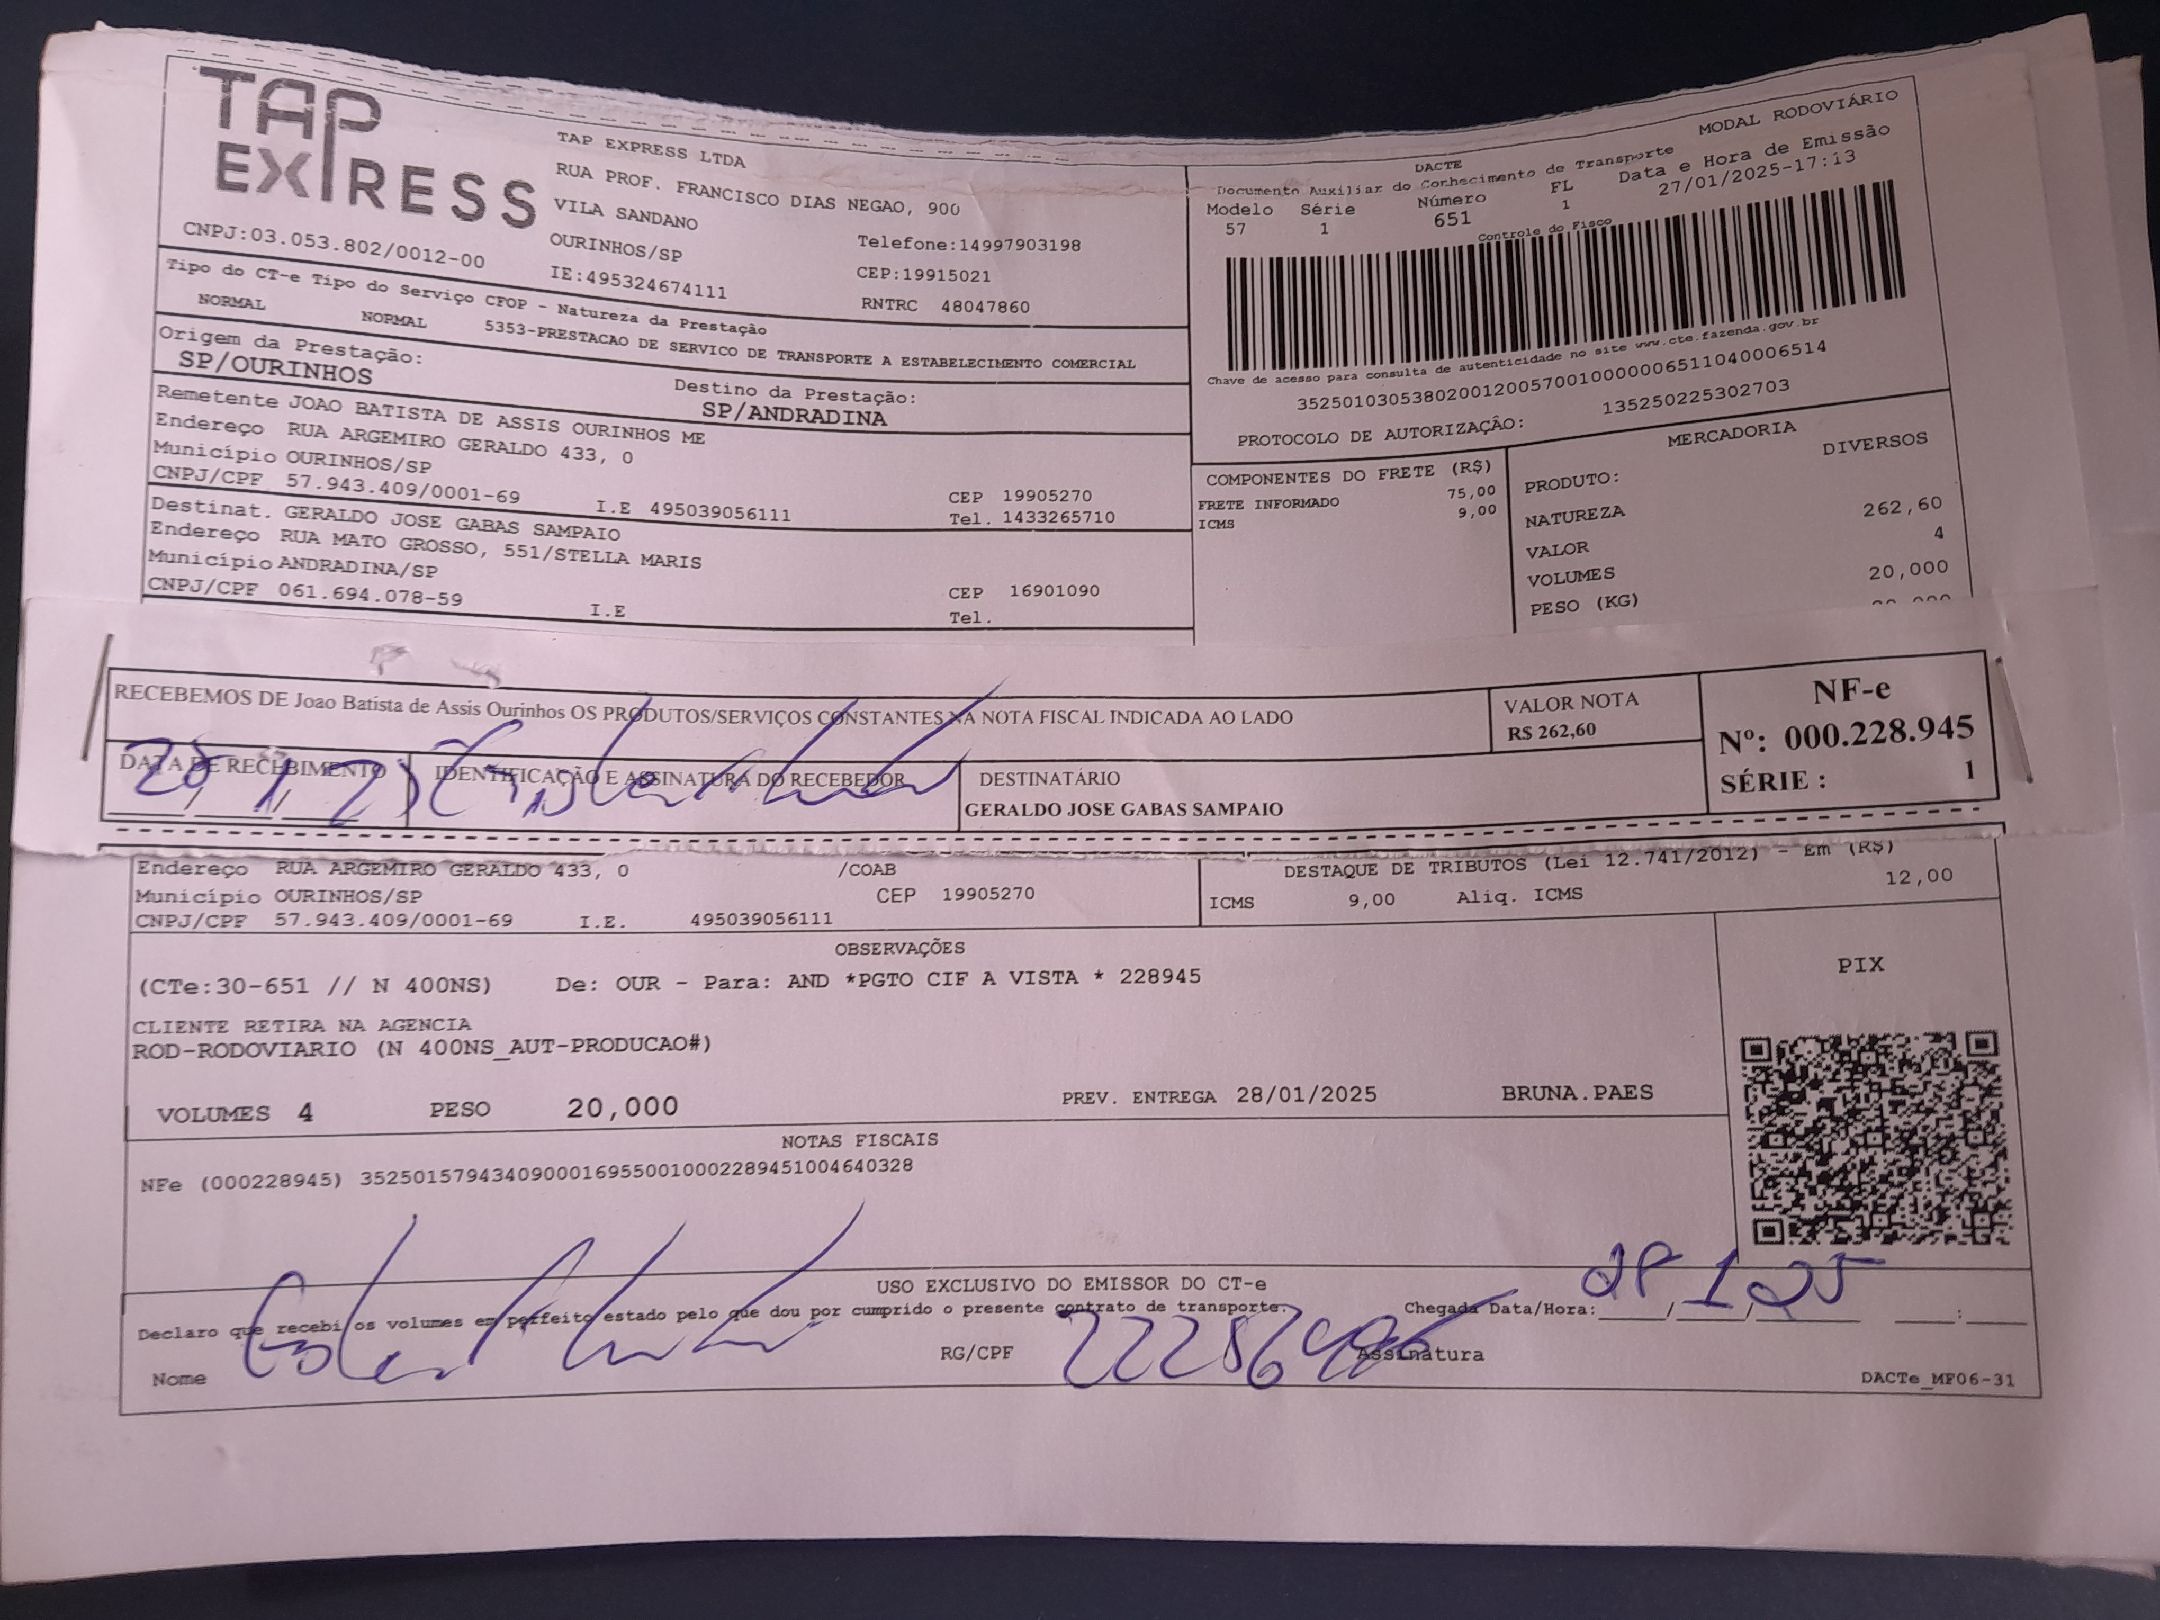 TAP EXPRESS
TAP EXPRESS LTDA
RUA PROF. FRANCISCO DIAS NEGAO, 900
VILA SANDANO
OURINHOS/SP
Telefone:14997903198
CNPJ:03.053.802/0012-00
IE:495324674111
CEP:19915021
RNTRC 48047860
Tipo do CT-e Tipo do Serviço CFOP - Natureza da Prestação
NORMAL NORMAL 5353-PRESTACAO DE SERVICO DE TRANSPORTE A ESTABELECIMENTO COMERCIAL
Origem da Prestação:
SP/OURINHOS
Destino da Prestação:
SP/ANDRADINA
Remetente JOAO BATISTA DE ASSIS OURINHOS ME
Endereço RUA ARGEMIRO GERALDO 433, 0
Município OURINHOS/SP
CEP 19905270
CNPJ/CPF 57.943.409/0001-69 I.E 495039056111 Tel. 1433265710
Destinat. GERALDO JOSE GABAS SAMPAIO
Endereço RUA MATO GROSSO, 551/STELLA MARIS
Município ANDRADINA/SP
CEP 16901090
CNPJ/CPF 061.694.078-59 I.E Tel.
MODAL RODOVIÁRIO
DACTE
Documento Auxiliar do Conhecimento de Transporte
Data e Hora de Emissão
Modelo Série Número FL
57 1 651 1 27/01/2025-17:13
Controle do Fisco
Chave de acesso para consulta de autenticidade no site www.cte.fazenda.gov.br
35250103053802001200570010000006511040006514
PROTOCOLO DE AUTORIZAÇÂO: 135250225302703
COMPONENTES DO FRETE (R$)
FRETE INFORMADO 75,00
ICMS 9,00
MERCADORIA
PRODUTO: DIVERSOS
NATUREZA
VALOR 262,60
VOLUMES 4
PESO (KG) 20,000
RECEBEMOS DE Joao Batista de Assis Ourinhos OS PRODUTOS/SERVIÇOS CONSTANTES NA NOTA FISCAL INDICADA AO LADO
VALOR NOTA
R$ 262,60
NF-e
Nº: 000.228.945
SÉRIE : 1
DATA DE RECEBIMENTO
IDENTIFICAÇÃO E ASSINATURA DO RECEBEDOR
DESTINATÁRIO
GERALDO JOSE GABAS SAMPAIO
Endereço RUA ARGEMIRO GERALDO 433, 0 /COAB
Município OURINHOS/SP CEP 19905270
CNPJ/CPF 57.943.409/0001-69 I.E. 495039056111
DESTAQUE DE TRIBUTOS (Lei 12.741/2012) - Em (R$)
ICMS 9,00 Aliq. ICMS 12,00
OBSERVAÇÕES
(CTe:30-651 // N 400NS) De: OUR - Para: AND *PGTO CIF A VISTA * 228945
CLIENTE RETIRA NA AGENCIA
ROD-RODOVIARIO (N 400NS_AUT-PRODUCAO#)
PIX
VOLUMES 4 PESO 20,000 PREV. ENTREGA 28/01/2025 BRUNA.PAES
NOTAS FISCAIS
NFe (000228945) 35250157943409000169550010002289451004640328
USO EXCLUSIVO DO EMISSOR DO CT-e
Declaro que recebi os volumes em perfeito estado pelo que dou por cumprido o presente contrato de transporte.
Chegada Data/Hora: 28 / 1 / 25 :
Nome RG/CPF Assinatura
DACTe_MF06-31